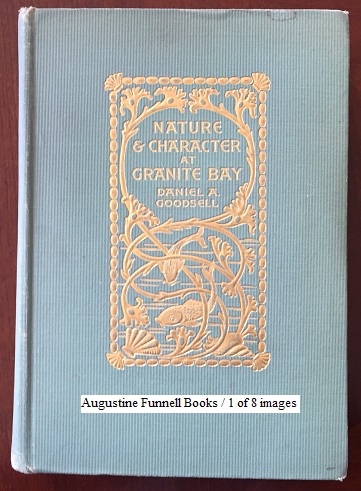 NATURE
& CHARACTER
AT
GRANITE BAY
DANIEL A.
GOODSELL
Augustine Funnell Books / 1 of 8 images